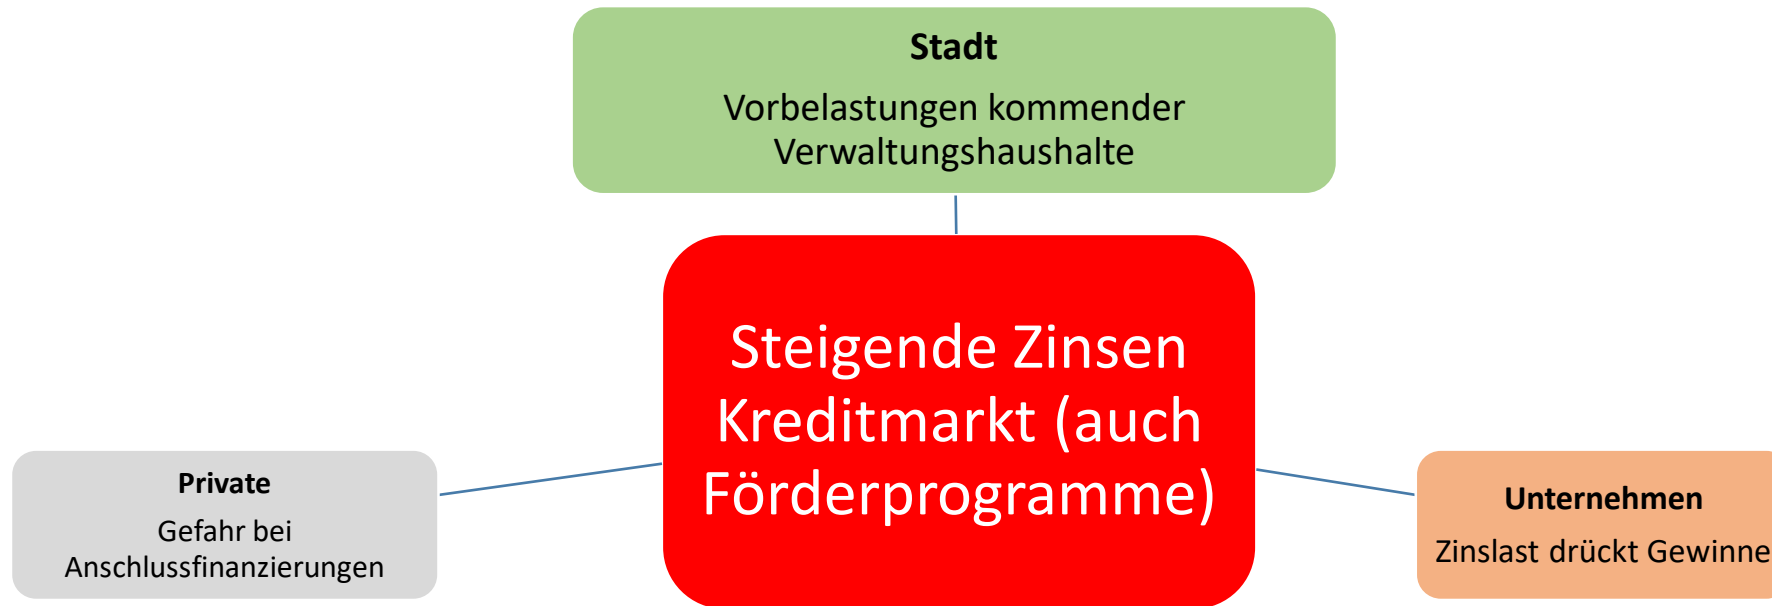 Stadt
Vorbelastungen kommender
Verwaltungshaushalte
Steigende Zinsen
Kreditmarkt (auch
Förderprogramme)
Private
Gefahr bei
Anschlussfinanzierungen
Unternehmen
Zinslast drückt Gewinne